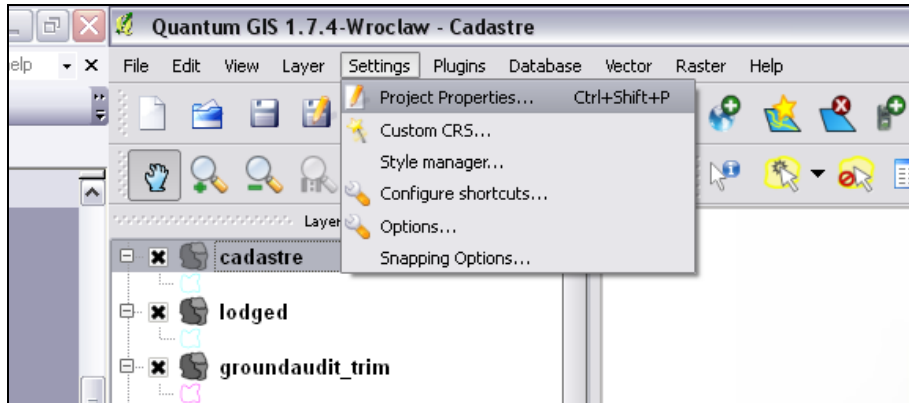 Quantum GIS 1.7.4-Wroclaw - Cadastre
elp
File Edit View Layer Settings Plugins Database Vector Raster Help
Project Properties... Ctrl+Shift+P
Custom CRS...
Style manager...
Configure shortcuts...
Options...
Snapping Options...
Layer
cadastre
lodged
groundaudit_trim